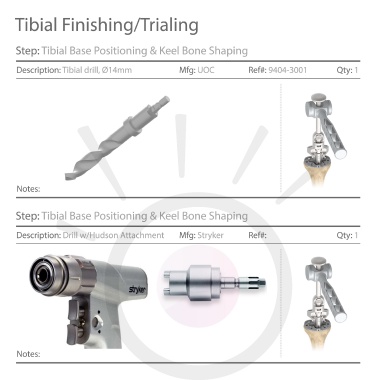 Tibial Finishing/Trialing
Step: Tibial Base Positioning & Keel Bone Shaping
Description: Tibial drill, Ø14mm Mfg: UOC Ref#: 9404-3001 Qty: 1
Notes:
Step: Tibial Base Positioning & Keel Bone Shaping
Description: Drill w/Hudson Attachment Mfg: Stryker Ref#: Qty: 1
stryker
Notes: